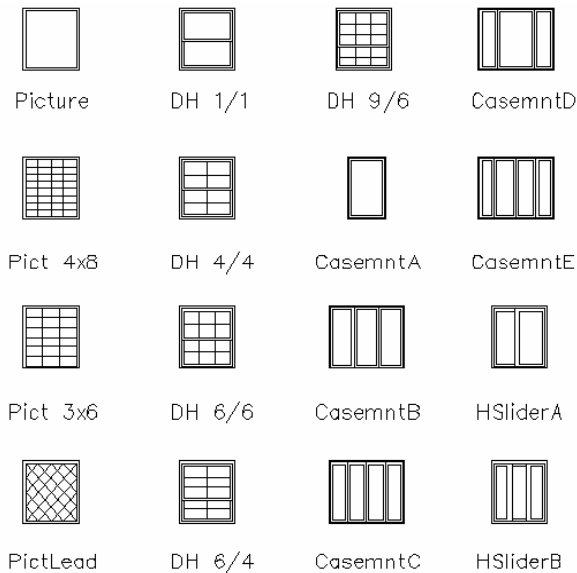 Picture DH 1/1 DH 9/6 CasemntD
Pict 4x8 DH 4/4 CasemntA CasemntE
Pict 3x6 DH 6/6 CasemntB HSliderA
PictLead DH 6/4 CasemntC HSliderB